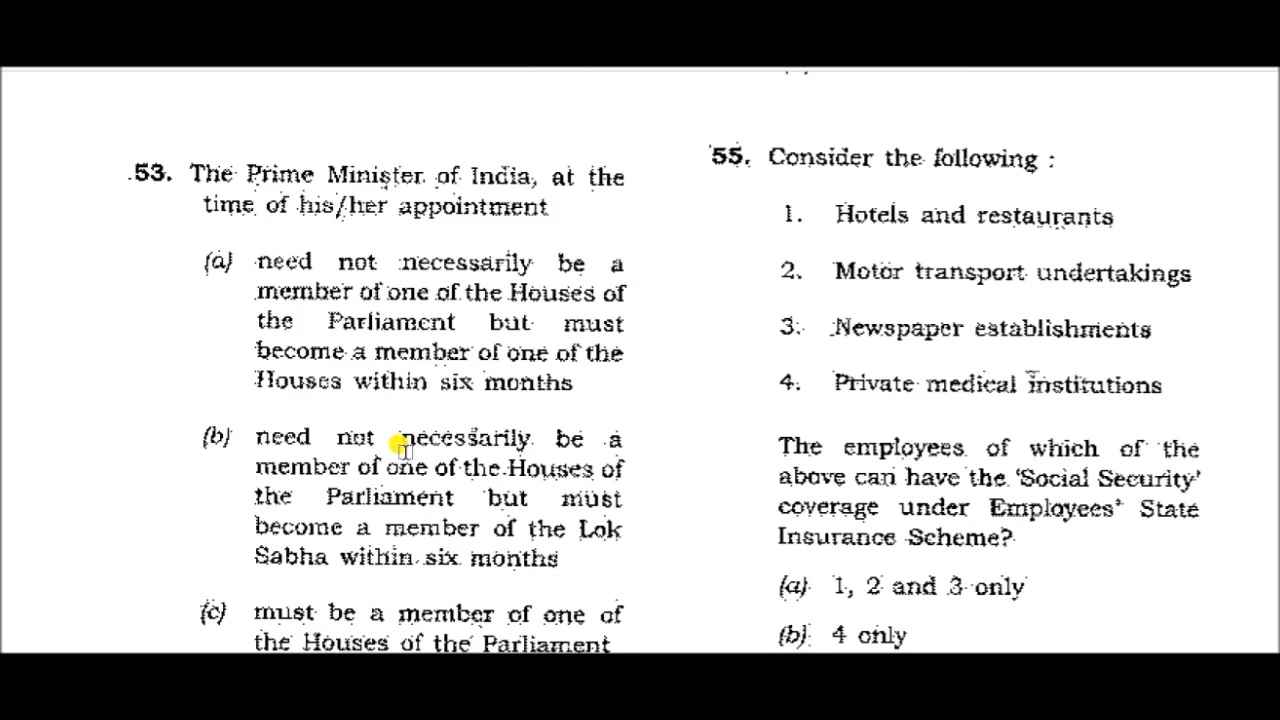 53. The Prime Minister of India, at the
time of his/her appointment
(a) need not necessarily be a
member of one of the Houses of
the Parliament but must
become a member of one of the
Houses within six months
(b) need not necessarily be a
member of one of the Houses of
the Parliament but must
become a member of the Lok
Sabha within six months
(c) must be a member of one of
the Houses of the Parliament
55. Consider the following :
1. Hotels and restaurants
2. Motor transport undertakings
3. Newspaper establishments
4. Private medical institutions
The employees of which of the
above can have the 'Social Security'
coverage under Employees' State
Insurance Scheme?
(a) 1, 2 and 3 only
(b) 4 only